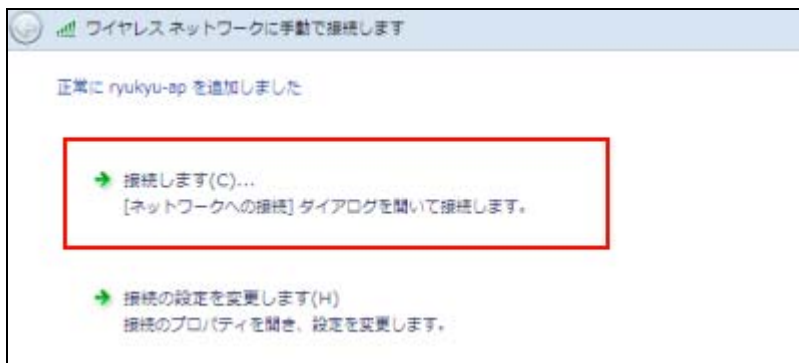 ワイヤレス ネットワークに手動で接続します
正常に ryukyu-ap を追加しました
接続します(C)...
[ネットワークへの接続] ダイアログを開いて接続します。
接続の設定を変更します(H)
接続のプロパティを開き、設定を変更します。